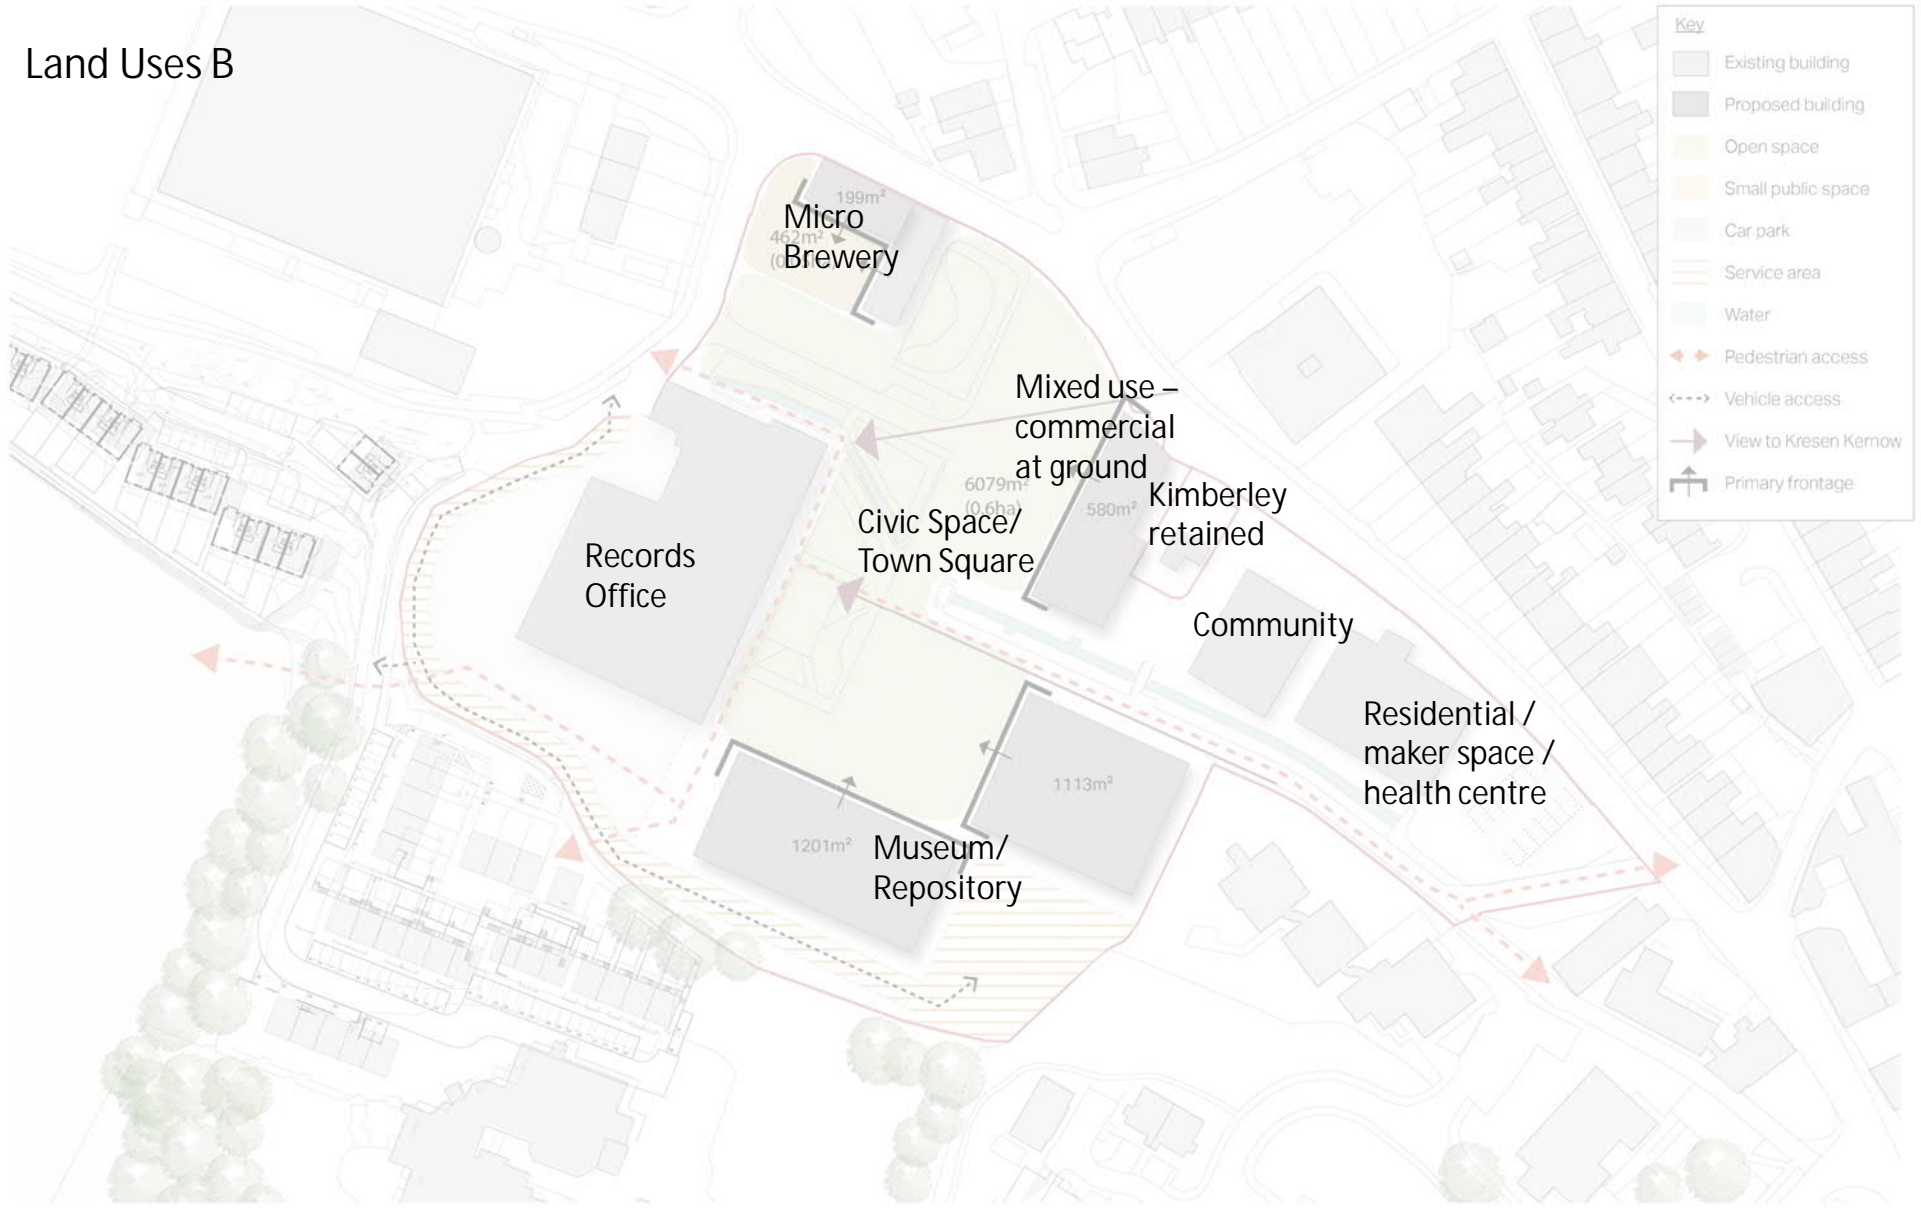 Land Uses B
Key
Existing building
Proposed building
Open space
Small public space
Car park
Service area
Water
Pedestrian access
Vehicle access
View to Kresen Kernow
Primary frontage
199m²
Micro
462m²
Brewery
Mixed use –
commercial
at ground
6079m²
(0.6ha)
580m²
Kimberley
retained
Civic Space/
Town Square
Records
Office
Community
Residential /
maker space /
health centre
1113m²
1201m²
Museum/
Repository